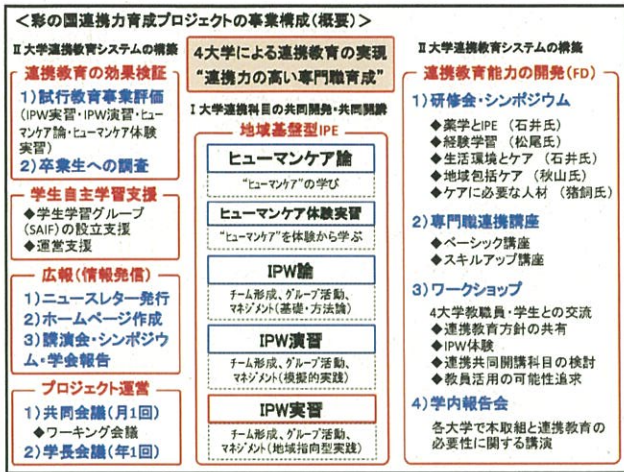 ＜彩の国連携力育成プロジェクトの事業構成(概要)＞
Ⅱ大学連携教育システムの構築
連携教育の効果検証
1)試行教育事業評価
(IPW実習・IPW演習・ヒュー
マンケア論・ヒューマンケア体験
実習)
2)卒業生への調査
学生自主学習支援
◆学生学習グループ
(SAIF)の設立支援
◆運営支援
広報(情報発信)
1)ニュースレター発行
2)ホームページ作成
3)講演会・シンポジウ
ム・学会報告
プロジェクト運営
1)共同会議(月1回)
◆ワーキング会議
2)学長会議(年1回)
4大学による連携教育の実現
“連携力の高い専門職育成”
Ⅰ大学連携科目の共同開発・共同開講
地域基盤型IPE
ヒューマンケア論
“ヒューマンケア”の学び
ヒューマンケア体験実習
“ヒューマンケア”を体験から学ぶ
IPW論
チーム形成、グループ活動、
マネジメント(基礎・方法論)
IPW演習
チーム形成、グループ活動、
マネジメント(模擬的実践)
IPW実習
チーム形成、グループ活動、
マネジメント(地域指向型実践)
Ⅱ大学連携教育システムの構築
連携教育能力の開発(FD)
1)研修会・シンポジウム
◆薬学とIPE (石井氏)
◆経験学習 (松尾氏)
◆生活環境とケア (石井氏)
◆地域包括ケア (秋山氏)
◆ケアに必要な人材 (猪飼氏)
2)専門職連携講座
◆ベーシック講座
◆スキルアップ講座
3)ワークショップ
4大学教職員・学生との交流
◆連携教育方針の共有
◆IPW体験
◆連携共同開講科目の検討
◆教員活用の可能性追求
4)学内報告会
各大学で本取組と連携教育の
必要性に関する講演